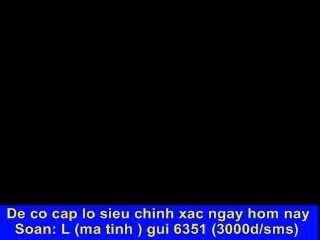 De co cap lo sieu chinh xac ngay hom nay
Soan: L (ma tinh ) gui 6351 (3000d/sms)